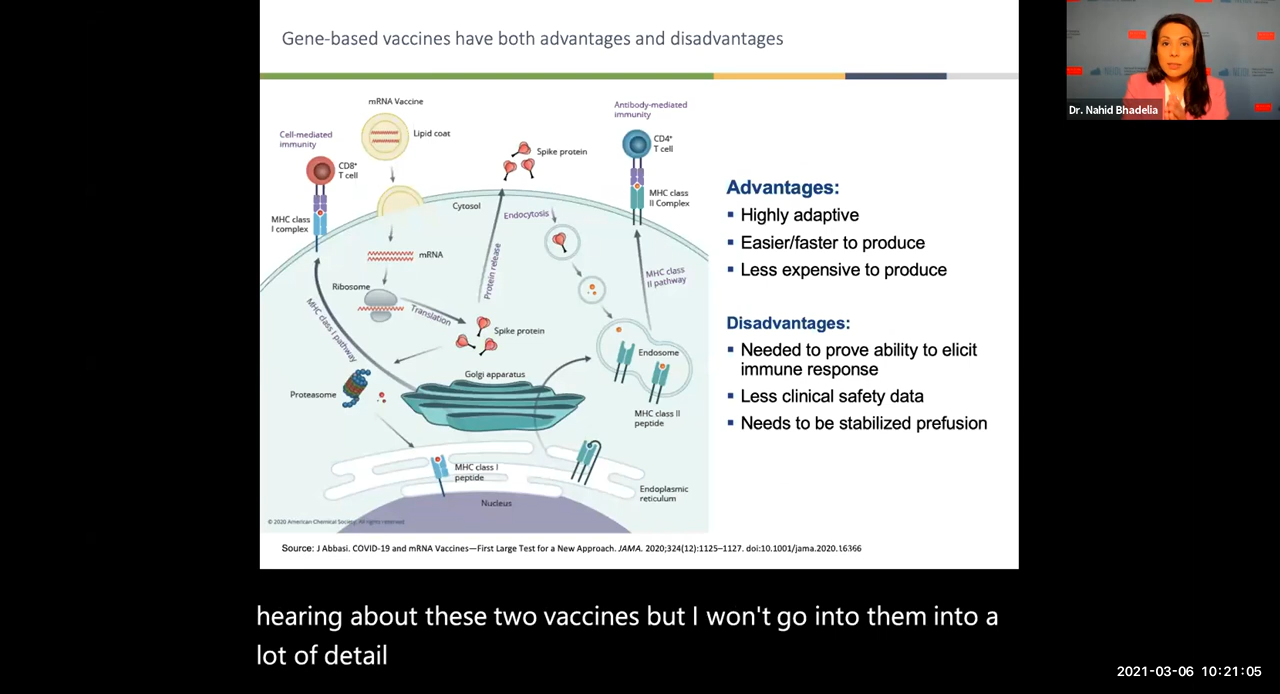 Gene-based vaccines have both advantages and disadvantages
Dr. Nahid Bhadelia
mRNA Vaccine
Lipid coat
Cell-mediated
immunity
CD8+
T cell
MHC class
I complex
Spike protein
Antibody-mediated
immunity
CD4+
T cell
MHC class
II Complex
Cytosol
Endocytosis
mRNA
Protein release
MHC class
II pathway
Ribosome
Translation
Spike protein
MHC class I pathway
Endosome
Golgi apparatus
Proteasome
MHC class II
peptide
MHC class I
peptide
Endoplasmic
reticulum
Nucleus
© 2020 American Chemical Society. All rights reserved.
Advantages:
▪ Highly adaptive
▪ Easier/faster to produce
▪ Less expensive to produce
Disadvantages:
▪ Needed to prove ability to elicit
immune response
▪ Less clinical safety data
▪ Needs to be stabilized prefusion
Source: J Abbasi. COVID-19 and mRNA Vaccines—First Large Test for a New Approach. JAMA. 2020;324(12):1125–1127. doi:10.1001/jama.2020.16366
hearing about these two vaccines but I won't go into them into a
lot of detail
2021-03-06 10:21:05